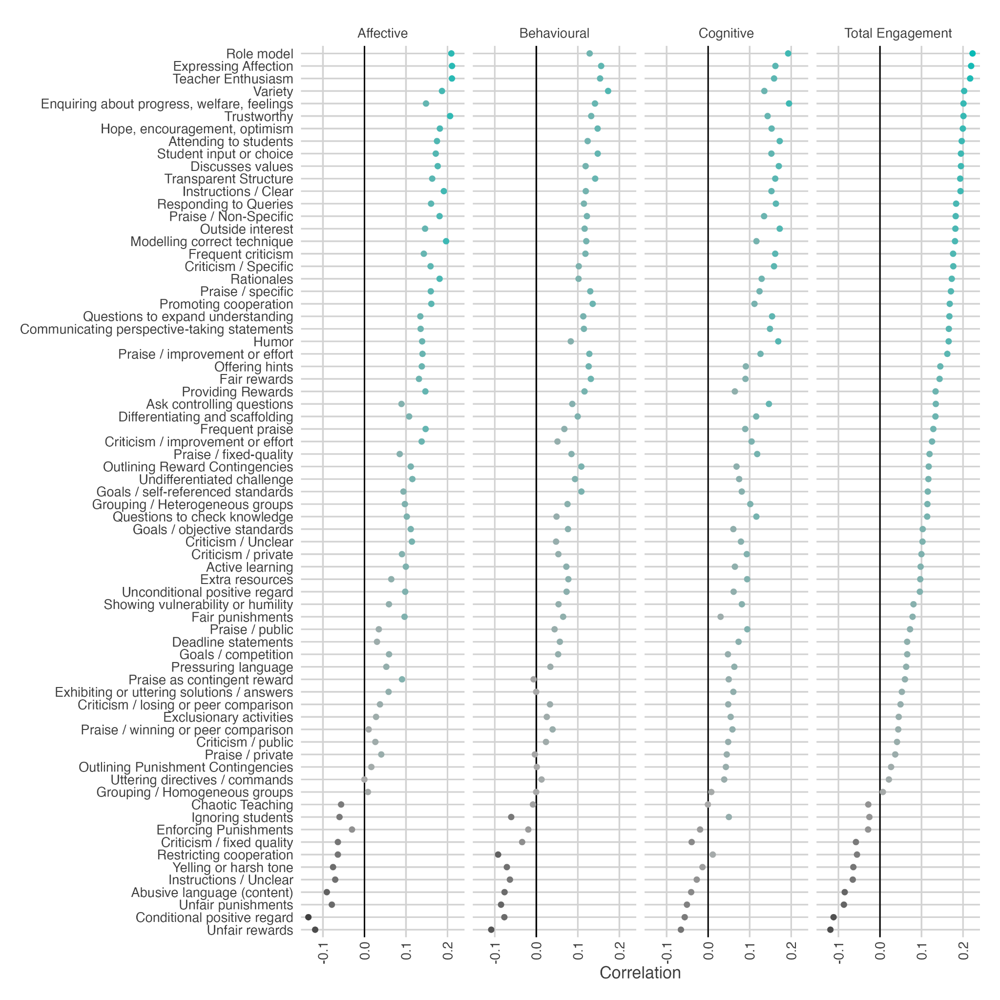 Affective Behavioural Cognitive Total Engagement
Role model
Expressing Affection
Teacher Enthusiasm
Variety
Enquiring about progress, welfare, feelings
Trustworthy
Hope, encouragement, optimism
Attending to students
Student input or choice
Discusses values
Transparent Structure
Instructions / Clear
Responding to Queries
Praise / Non-Specific
Outside interest
Modelling correct technique
Frequent criticism
Criticism / Specific
Rationales
Praise / specific
Promoting cooperation
Questions to expand understanding
Communicating perspective-taking statements
Humor
Praise / improvement or effort
Offering hints
Fair rewards
Providing Rewards
Ask controlling questions
Differentiating and scaffolding
Frequent praise
Criticism / improvement or effort
Praise / fixed-quality
Outlining Reward Contingencies
Undifferentiated challenge
Goals / self-referenced standards
Grouping / Heterogeneous groups
Questions to check knowledge
Goals / objective standards
Criticism / Unclear
Criticism / private
Active learning
Extra resources
Unconditional positive regard
Showing vulnerability or humility
Fair punishments
Praise / public
Deadline statements
Goals / competition
Pressuring language
Praise as contingent reward
Exhibiting or uttering solutions / answers
Criticism / losing or peer comparison
Exclusionary activities
Praise / winning or peer comparison
Criticism / public
Praise / private
Outlining Punishment Contingencies
Uttering directives / commands
Grouping / Homogeneous groups
Chaotic Teaching
Ignoring students
Enforcing Punishments
Criticism / fixed quality
Restricting cooperation
Yelling or harsh tone
Instructions / Unclear
Abusive language (content)
Unfair punishments
Conditional positive regard
Unfair rewards
-0.1 0.0 0.1 0.2 -0.1 0.0 0.1 0.2 -0.1 0.0 0.1 0.2 -0.1 0.0 0.1 0.2
Correlation